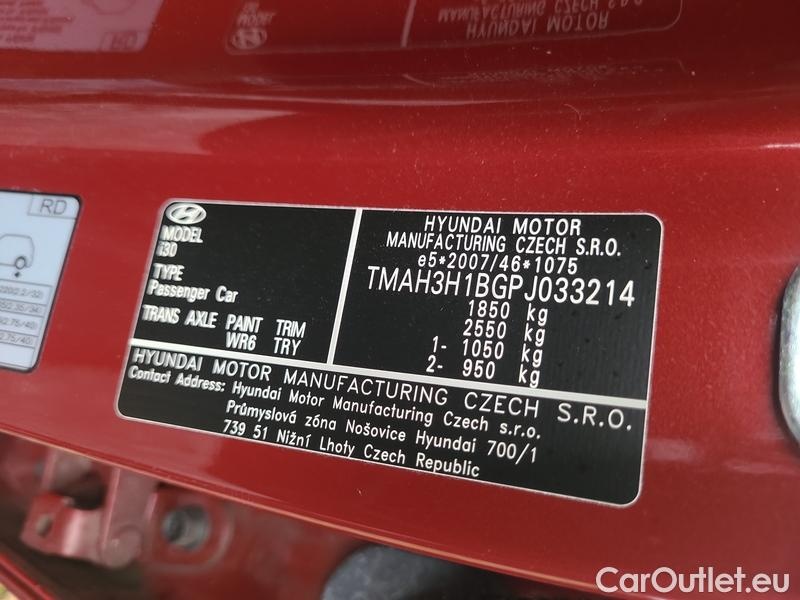 RD
MODEL
i30
TYPE
Passenger Car
TRANS AXLE PAINT TRIM
WR6 TRY
HYUNDAI MOTOR
MANUFACTURING CZECH S.R.O.
e5*2007/46*1075
TMAH3H1BGPJ033214
1850 kg
2550 kg
1- 1050 kg
2- 950 kg
HYUNDAI MOTOR MANUFACTURING CZECH S.R.O.
Contact Address: Hyundai Motor Manufacturing Czech s.r.o.
Průmyslová zóna Nošovice Hyundai 700/1
739 51 Nižní Lhoty Czech Republic
CarOutlet.eu